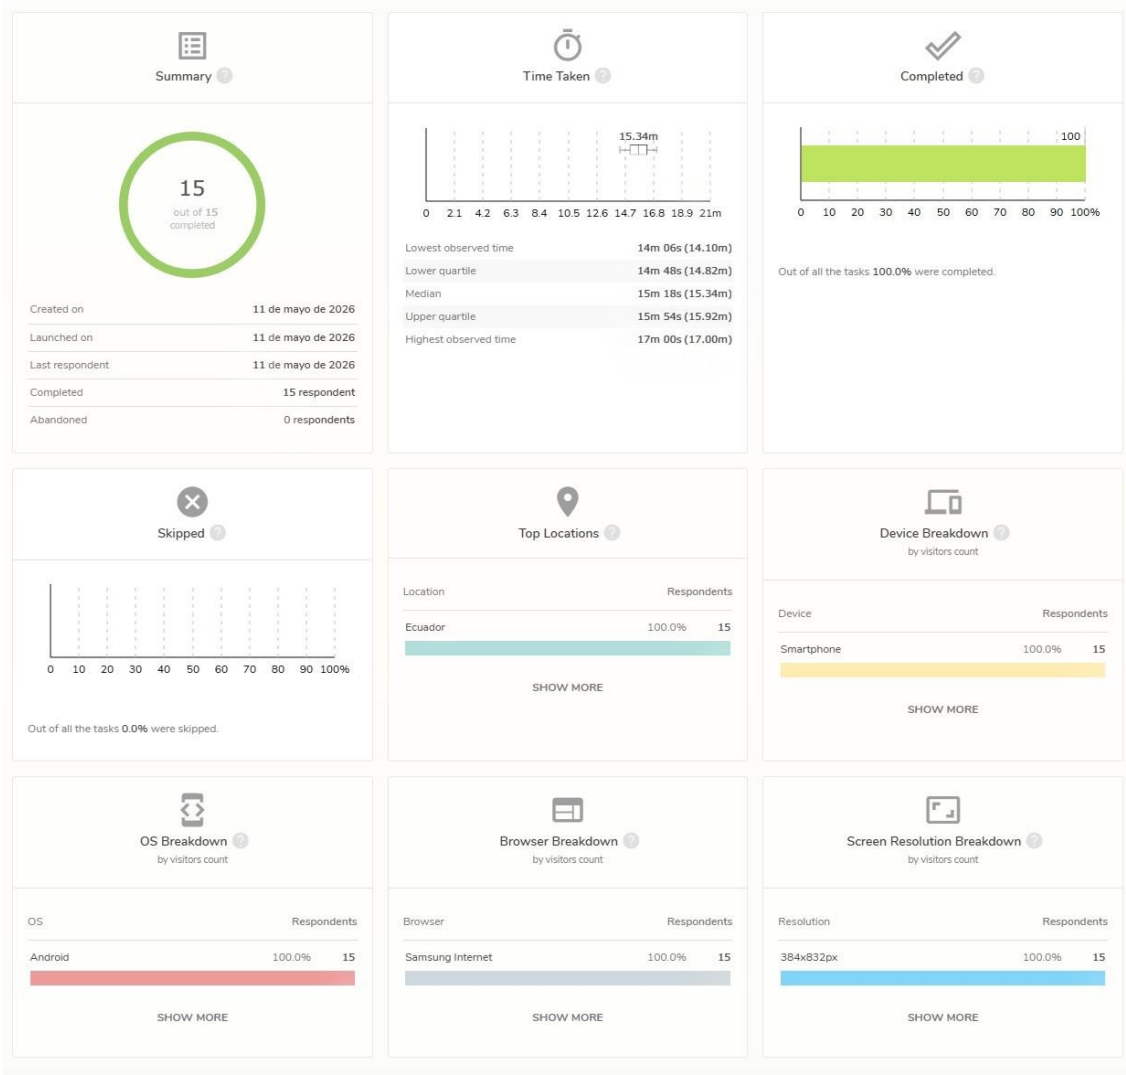 Summary ?
15
out of 15
completed
Created on 11 de mayo de 2026
Launched on 11 de mayo de 2026
Last respondent 11 de mayo de 2026
Completed 15 respondent
Abandoned 0 respondents
Time Taken ?
15.34m
0 2.1 4.2 6.3 8.4 10.5 12.6 14.7 16.8 18.9 21m
Lowest observed time 14m 06s (14.10m)
Lower quartile 14m 48s (14.82m)
Median 15m 18s (15.34m)
Upper quartile 15m 54s (15.92m)
Highest observed time 17m 00s (17.00m)
Completed ?
100
0 10 20 30 40 50 60 70 80 90 100%
Out of all the tasks 100.0% were completed.
Skipped ?
0 10 20 30 40 50 60 70 80 90 100%
Out of all the tasks 0.0% were skipped.
Top Locations ?
Location Respondents
Ecuador 100.0% 15
SHOW MORE
Device Breakdown ?
by visitors count
Device Respondents
Smartphone 100.0% 15
SHOW MORE
OS Breakdown ?
by visitors count
OS Respondents
Android 100.0% 15
SHOW MORE
Browser Breakdown ?
by visitors count
Browser Respondents
Samsung Internet 100.0% 15
SHOW MORE
Screen Resolution Breakdown ?
by visitors count
Resolution Respondents
384x832px 100.0% 15
SHOW MORE